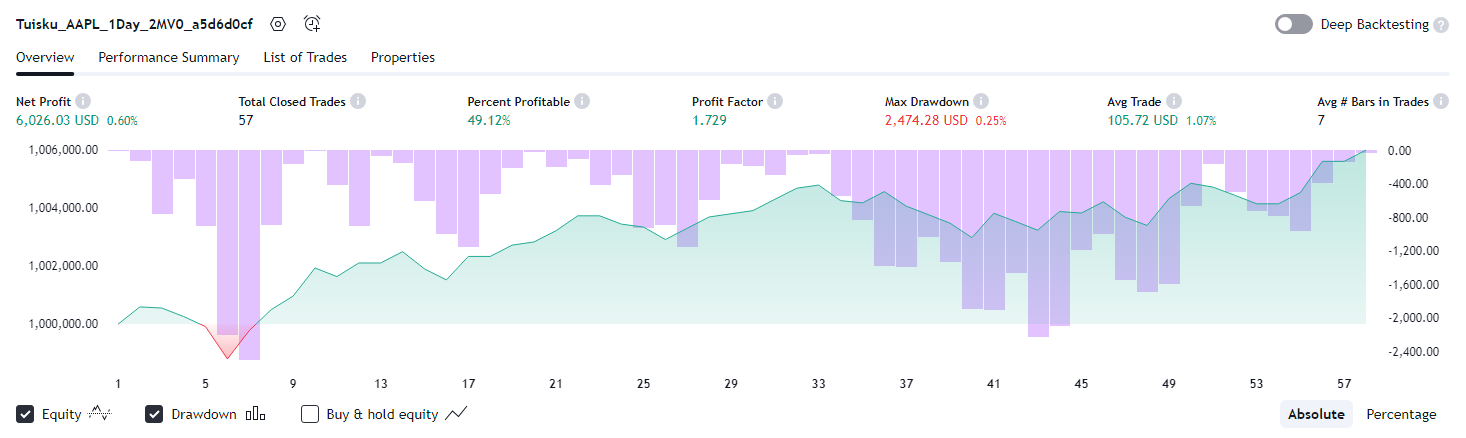 Tuisku_AAPL_1Day_2MV0_a5d6d0cf Deep Backtesting ?
Overview Performance Summary List of Trades Properties
Net Profit i Total Closed Trades i Percent Profitable i Profit Factor i Max Drawdown i Avg Trade i Avg # Bars in Trades i
6,026.03 USD 0.60% 57 49.12% 1.729 2,474.28 USD 0.25% 105.72 USD 1.07% 7
1,006,000.00 0.00
-400.00
1,004,000.00 -800.00
-1,200.00
1,002,000.00
-1,600.00
1,000,000.00 -2,000.00
-2,400.00
1 5 9 13 17 21 25 29 33 37 41 45 49 53 57
Equity Drawdown Buy & hold equity Absolute Percentage